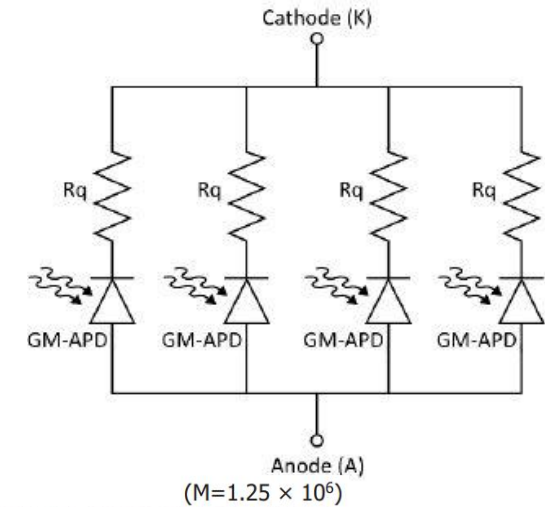 Cathode (K)
Rq Rq Rq Rq
GM-APD GM-APD GM-APD GM-APD
Anode (A)
(M=1.25 × 10⁶)